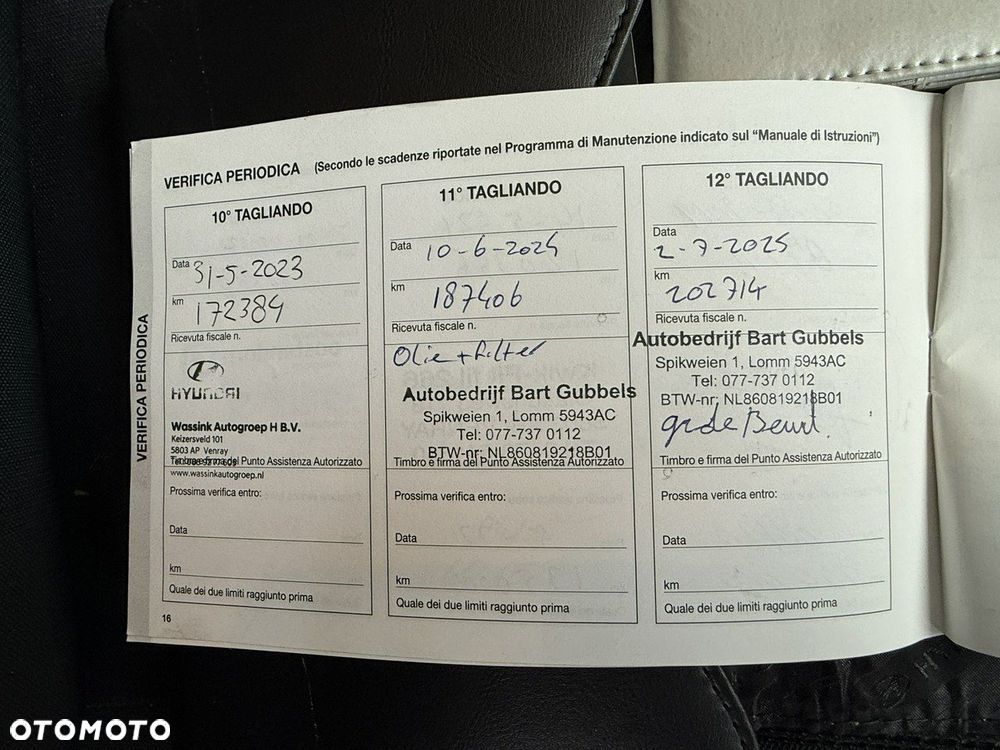 VERIFICA PERIODICA (Secondo le scadenze riportate nel Programma di Manutenzione indicato sul "Manuale di Istruzioni")
VERIFICA PERIODICA
10° TAGLIANDO
Data 31-5-2023
km 172384
Ricevuta fiscale n.
HYUNDAI
Wassink Autogroep H B.V.
Keizersveld 101
5803 AP Venray
Timbro e firma del Punto Assistenza Autorizzato
www.wassinkautogroep.nl
Prossima verifica entro:
Data
km
Quale dei due limiti raggiunto prima
16
11° TAGLIANDO
Data 10-6-2024
km 187406
Ricevuta fiscale n.
Olie + filter
Autobedrijf Bart Gubbels
Spikweien 1, Lomm 5943AC
Tel: 077-737 0112
BTW-nr: NL860819218B01
Timbro e firma del Punto Assistenza Autorizzato
Prossima verifica entro:
Data
km
Quale dei due limiti raggiunto prima
12° TAGLIANDO
Data 2-7-2025
km 202714
Ricevuta fiscale n.
Autobedrijf Bart Gubbels
Spikweien 1, Lomm 5943AC
Tel: 077-737 0112
BTW-nr: NL860819218B01
Timbro e firma del Punto Assistenza Autorizzato
Prossima verifica entro:
Data
km
Quale dei due limiti raggiunto prima
OTOMOTO